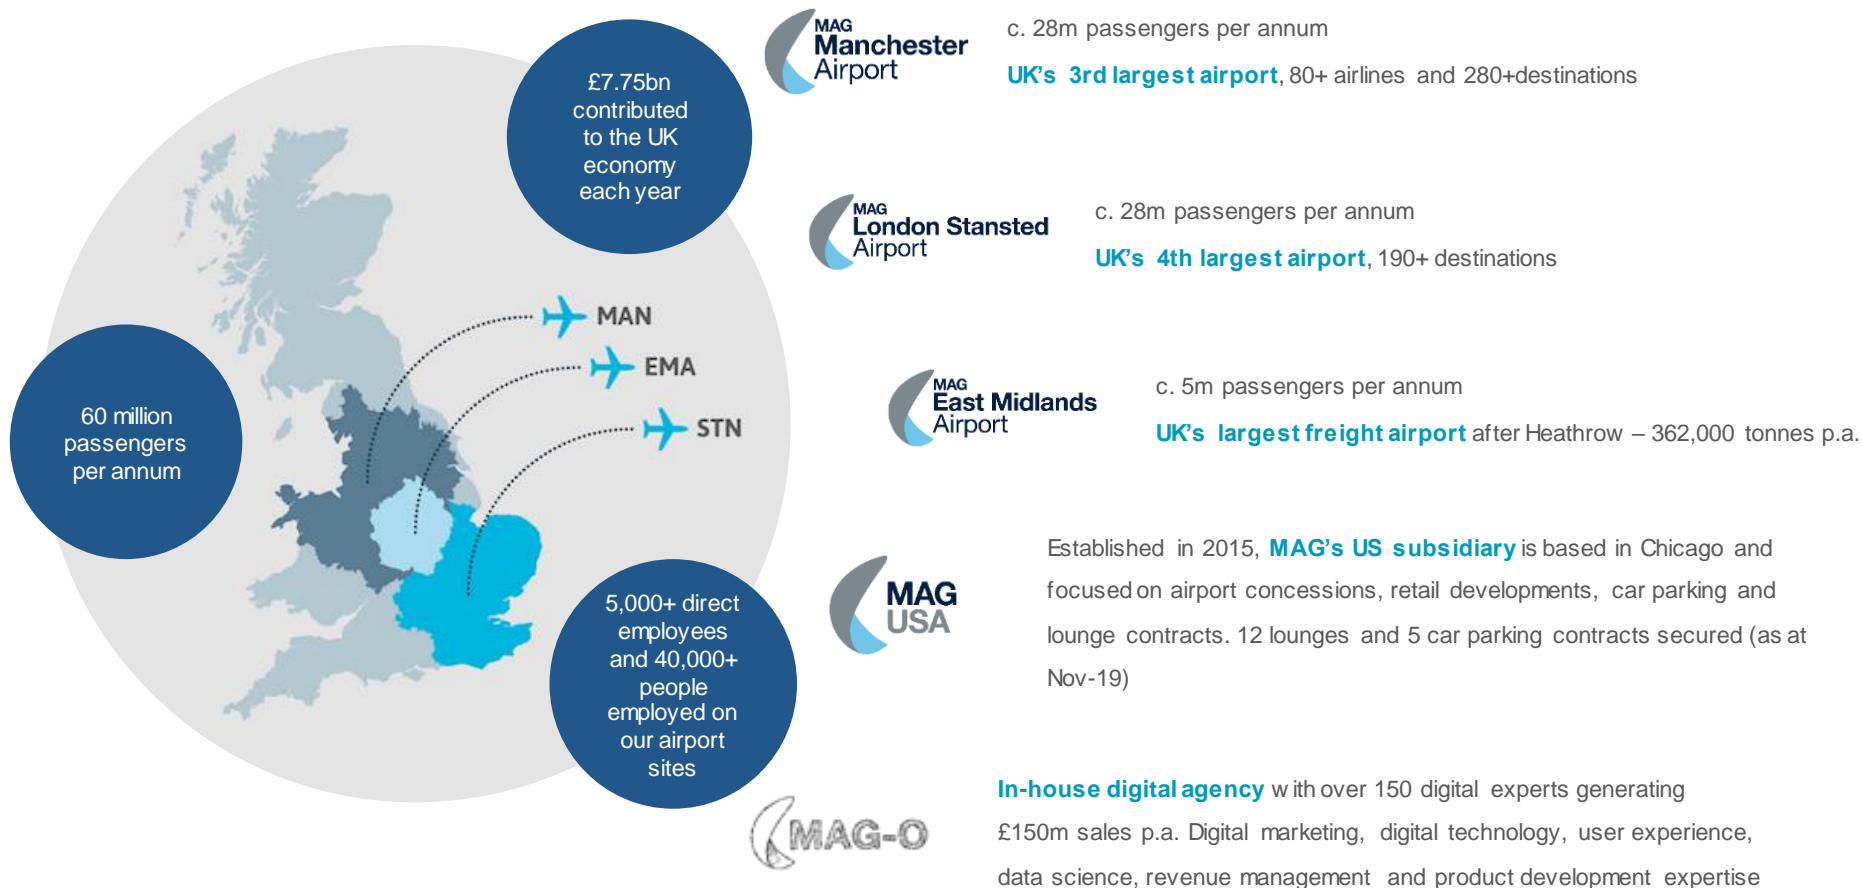 £7.75bn
contributed
to the UK
economy
each year
60 million
passengers
per annum
5,000+ direct
employees
and 40,000+
people
employed on
our airport
sites
MAN
EMA
STN
MAG
Manchester
Airport
c. 28m passengers per annum
UK's 3rd largest airport, 80+ airlines and 280+destinations
MAG
London Stansted
Airport
c. 28m passengers per annum
UK's 4th largest airport, 190+ destinations
MAG
East Midlands
Airport
c. 5m passengers per annum
UK's largest freight airport after Heathrow – 362,000 tonnes p.a.
MAG
USA
Established in 2015, MAG's US subsidiary is based in Chicago and
focused on airport concessions, retail developments, car parking and
lounge contracts. 12 lounges and 5 car parking contracts secured (as at
Nov-19)
MAG-O
In-house digital agency with over 150 digital experts generating
£150m sales p.a. Digital marketing, digital technology, user experience,
data science, revenue management and product development expertise